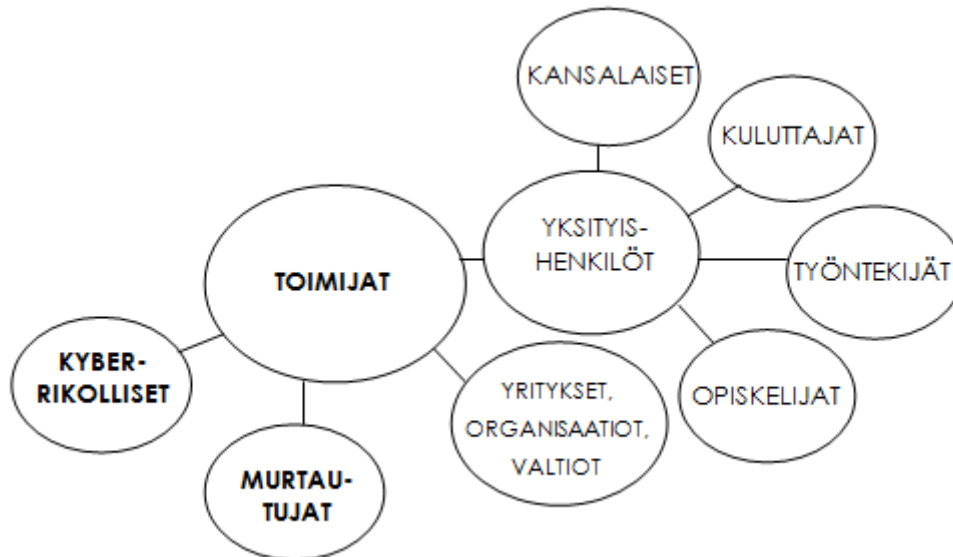 KANSALAISET
KULUTTAJAT
YKSITYIS-
HENKILÖT
TYÖNTEKIJÄT
TOIMIJAT
KYBER-
RIKOLLISET
YRITYKSET,
ORGANISAATIOT,
VALTIOT
OPISKELIJAT
MURTAU-
TUJAT